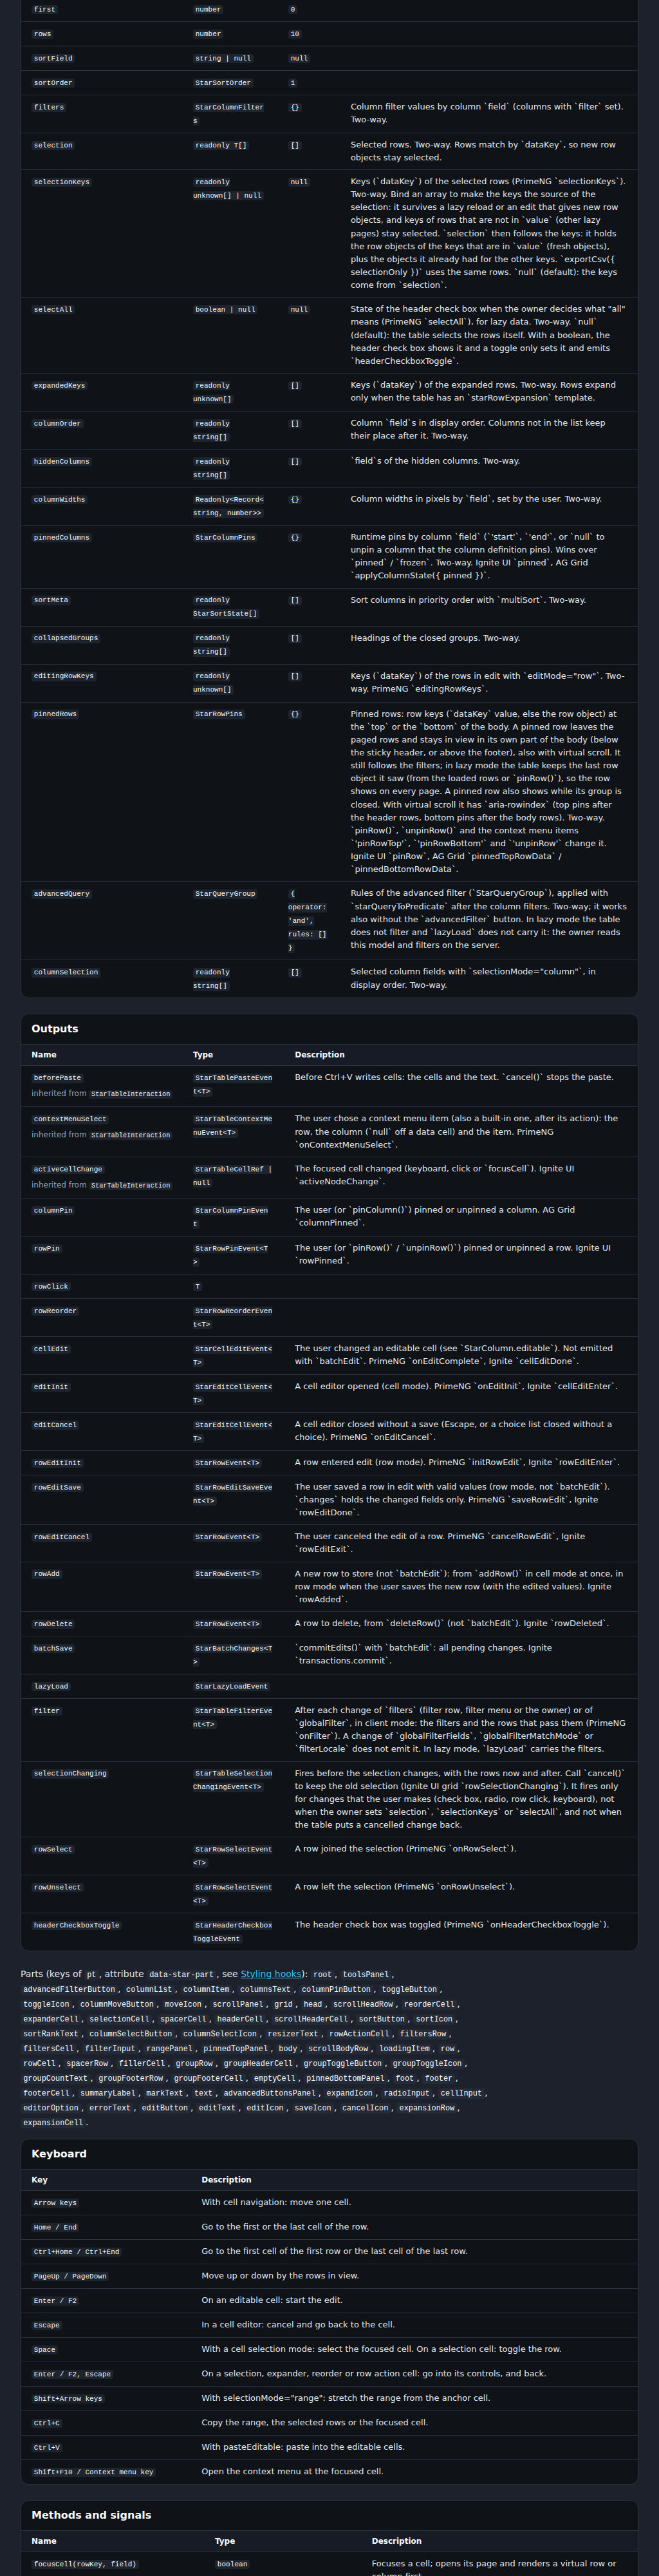 first number 0
rows number 10
sortField string | null null
sortOrder StarSortOrder 1
filters StarColumnFilter {} Column filter values by column `field` (columns with `filter` set).
s Two-way.
selection readonly T[] [] Selected rows. Two-way. Rows match by `dataKey`, so new row
objects stay selected.
selectionKeys readonly null Keys (`dataKey`) of the selected rows (PrimeNG `selectionKeys`).
unknown[] | null Two-way. Bind an array to make the keys the source of the
selection: it survives a lazy reload or an edit that gives new row
objects, and keys of rows that are not in `value` (other lazy
pages) stay selected. `selection` then follows the keys: it holds
the row objects of the keys that are in `value` (fresh objects),
plus the objects it already had for the other keys. `exportCsv({
selectionOnly })` uses the same rows. `null` (default): the keys
come from `selection`.
selectAll boolean | null null State of the header check box when the owner decides what "all"
means (PrimeNG `selectAll`), for lazy data. Two-way. `null`
(default): the table selects the rows itself. With a boolean, the
header check box shows it and a toggle only sets it and emits
`headerCheckboxToggle`.
expandedKeys readonly [] Keys (`dataKey`) of the expanded rows. Two-way. Rows expand
unknown[] only when the table has an `starRowExpansion` template.
columnOrder readonly [] Column `field`s in display order. Columns not in the list keep
string[] their place after it. Two-way.
hiddenColumns readonly [] `field`s of the hidden columns. Two-way.
string[]
columnWidths Readonly<Record< {} Column widths in pixels by `field`, set by the user. Two-way.
string, number>>
pinnedColumns StarColumnPins {} Runtime pins by column `field` (`'start'`, `'end'`, or `null` to
unpin a column that the column definition pins). Wins over
`pinned` / `frozen`. Two-way. Ignite UI `pinned`, AG Grid
`applyColumnState({ pinned })`.
sortMeta readonly [] Sort columns in priority order with `multiSort`. Two-way.
StarSortState[]
collapsedGroups readonly [] Headings of the closed groups. Two-way.
string[]
editingRowKeys readonly [] Keys (`dataKey`) of the rows in edit with `editMode="row"`. Two-
unknown[] way. PrimeNG `editingRowKeys`.
pinnedRows StarRowPins {} Pinned rows: row keys (`dataKey` value, else the row object) at
the `top` or the `bottom` of the body. A pinned row leaves the
paged rows and stays in view in its own part of the body (below
the sticky header, or above the footer), also with virtual scroll. It
still follows the filters; in lazy mode the table keeps the last row
object it saw (from the loaded rows or `pinRow()`), so the row
shows on every page. A pinned row also shows while its group is
closed. With virtual scroll it has `aria-rowindex` (top pins after
the header rows, bottom pins after the body rows). Two-way.
`pinRow()`, `unpinRow()` and the context menu items
`'pinRowTop'`, `'pinRowBottom'` and `'unpinRow'` change it.
Ignite UI `pinRow`, AG Grid `pinnedTopRowData` /
`pinnedBottomRowData`.
advancedQuery StarQueryGroup { Rules of the advanced filter (`StarQueryGroup`), applied with
operator: `starQueryToPredicate` after the column filters. Two-way; it works
'and', also without the `advancedFilter` button. In lazy mode the table
rules: [] does not filter and `lazyLoad` does not carry it: the owner reads
} this model and filters on the server.
columnSelection readonly [] Selected column fields with `selectionMode="column"`, in
string[] display order. Two-way.
Outputs
Name Type Description
beforePaste StarTablePasteEven Before Ctrl+V writes cells: the cells and the text. `cancel()` stops the paste.
inherited from StarTableInteraction t<T>
contextMenuSelect StarTableContextMe The user chose a context menu item (also a built-in one, after its action): the
inherited from StarTableInteraction nuEvent<T> row, the column (`null` off a data cell) and the item. PrimeNG
`onContextMenuSelect`.
activeCellChange StarTableCellRef | The focused cell changed (keyboard, click or `focusCell`). Ignite UI
inherited from StarTableInteraction null `activeNodeChange`.
columnPin StarColumnPinEven The user (or `pinColumn()`) pinned or unpinned a column. AG Grid
t `columnPinned`.
rowPin StarRowPinEvent<T The user (or `pinRow()` / `unpinRow()`) pinned or unpinned a row. Ignite UI
> `rowPinned`.
rowClick T
rowReorder StarRowReorderEven
t<T>
cellEdit StarCellEditEvent< The user changed an editable cell (see `StarColumn.editable`). Not emitted
T> with `batchEdit`. PrimeNG `onEditComplete`, Ignite `cellEditDone`.
editInit StarEditCellEvent< A cell editor opened (cell mode). PrimeNG `onEditInit`, Ignite `cellEditEnter`.
T>
editCancel StarEditCellEvent< A cell editor closed without a save (Escape, or a choice list closed without a
T> choice). PrimeNG `onEditCancel`.
rowEditInit StarRowEvent<T> A row entered edit (row mode). PrimeNG `initRowEdit`, Ignite `rowEditEnter`.
rowEditSave StarRowEditSaveEve The user saved a row in edit with valid values (row mode, not `batchEdit`).
nt<T> `changes` holds the changed fields only. PrimeNG `saveRowEdit`, Ignite
`rowEditDone`.
rowEditCancel StarRowEvent<T> The user canceled the edit of a row. PrimeNG `cancelRowEdit`, Ignite
`rowEditExit`.
rowAdd StarRowEvent<T> A new row to store (not `batchEdit`): from `addRow()` in cell mode at once, in
row mode when the user saves the new row (with the edited values). Ignite
`rowAdded`.
rowDelete StarRowEvent<T> A row to delete, from `deleteRow()` (not `batchEdit`). Ignite `rowDeleted`.
batchSave StarBatchChanges<T `commitEdits()` with `batchEdit`: all pending changes. Ignite
> `transactions.commit`.
lazyLoad StarLazyLoadEvent
filter StarTableFilterEve After each change of `filters` (filter row, filter menu or the owner) or of
nt<T> `globalFilter`, in client mode: the filters and the rows that pass them (PrimeNG
`onFilter`). A change of `globalFilterFields`, `globalFilterMatchMode` or
`filterLocale` does not emit it. In lazy mode, `lazyLoad` carries the filters.
selectionChanging StarTableSelection Fires before the selection changes, with the rows now and after. Call `cancel()`
ChangingEvent<T> to keep the old selection (Ignite UI grid `rowSelectionChanging`). It fires only
for changes that the user makes (check box, radio, row click, keyboard), not
when the owner sets `selection`, `selectionKeys` or `selectAll`, and not when
the table puts a cancelled change back.
rowSelect StarRowSelectEvent A row joined the selection (PrimeNG `onRowSelect`).
<T>
rowUnselect StarRowSelectEvent A row left the selection (PrimeNG `onRowUnselect`).
<T>
headerCheckboxToggle StarHeaderCheckbox The header check box was toggled (PrimeNG `onHeaderCheckboxToggle`).
ToggleEvent
Parts (keys of pt, attribute data-star-part, see Styling hooks): root, toolsPanel,
advancedFilterButton, columnList, columnItem, columnsText, columnPinButton, toggleButton,
toggleIcon, columnMoveButton, moveIcon, scrollPanel, grid, head, scrollHeadRow, reorderCell,
expanderCell, selectionCell, spacerCell, headerCell, scrollHeaderCell, sortButton, sortIcon,
sortRankText, columnSelectButton, columnSelectIcon, resizerText, rowActionCell, filtersRow,
filtersCell, filterInput, rangePanel, pinnedTopPanel, body, scrollBodyRow, loadingItem, row,
rowCell, spacerRow, fillerCell, groupRow, groupHeaderCell, groupToggleButton, groupToggleIcon,
groupCountText, groupFooterRow, groupFooterCell, emptyCell, pinnedBottomPanel, foot, footer,
footerCell, summaryLabel, markText, text, advancedButtonsPanel, expandIcon, radioInput, cellInput,
editorOption, errorText, editButton, editText, editIcon, saveIcon, cancelIcon, expansionRow,
expansionCell.
Keyboard
Key Description
Arrow keys With cell navigation: move one cell.
Home / End Go to the first or the last cell of the row.
Ctrl+Home / Ctrl+End Go to the first cell of the first row or the last cell of the last row.
PageUp / PageDown Move up or down by the rows in view.
Enter / F2 On an editable cell: start the edit.
Escape In a cell editor: cancel and go back to the cell.
Space With a cell selection mode: select the focused cell. On a selection cell: toggle the row.
Enter / F2, Escape On a selection, expander, reorder or row action cell: go into its controls, and back.
Shift+Arrow keys With selectionMode="range": stretch the range from the anchor cell.
Ctrl+C Copy the range, the selected rows or the focused cell.
Ctrl+V With pasteEditable: paste into the editable cells.
Shift+F10 / Context menu key Open the context menu at the focused cell.
Methods and signals
Name Type Description
focusCell(rowKey, field) boolean Focuses a cell; opens its page and renders a virtual row or